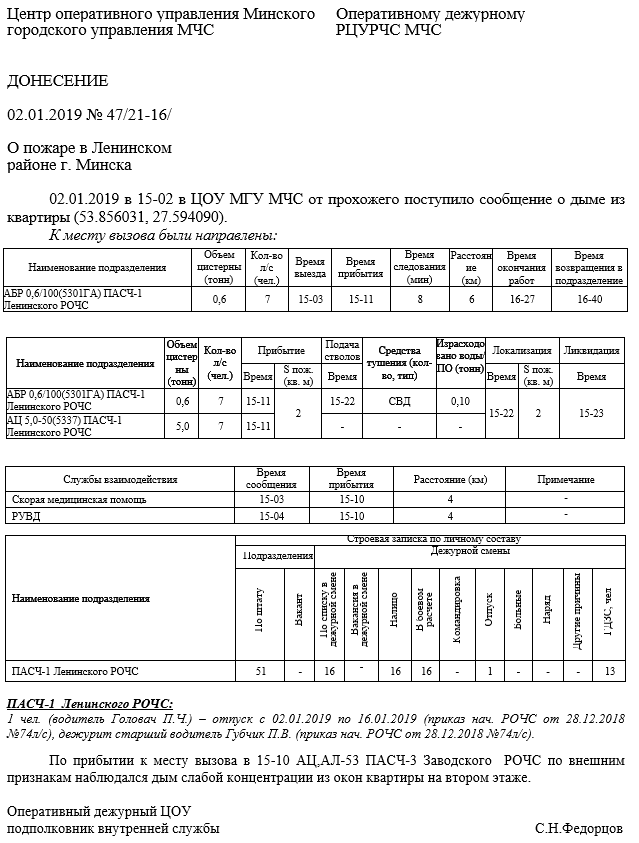 Центр оперативного управления Минского городского управления МЧС
Оперативному дежурному РЦУРЧС МЧС
ДОНЕСЕНИЕ
02.01.2019 № 47/21-16/
О пожаре в Ленинском
районе г. Минска
02.01.2019 в 15-02 в ЦОУ МГУ МЧС от прохожего поступило сообщение о дыме из
квартиры (53.856031, 27.594090).
К месту вызова были направлены:
Наименование подразделения
Объем цистерны (тонн)
Кол-во л/с (чел.)
Время выезда
Время прибытия
Время следования (мин)
Расстоян ие (км)
Время окончания работ
Время возвращения в подразделение
АБР 0,6/100(5301ГА) ПАСЧ-1 Ленинского РОЧС
0,6
7
15-03
15-11
8
6
16-27
16-40
Наименование подразделения
Объем цистер ны (тонн)
Кол-во л/с (чел.)
Прибытие
Подача стволов
Средства тушения (кол-во, тип)
Израсходо вано воды/ ПО (тонн)
Локализация
Ликвидация
Время
S пож. (кв. м)
Время
Время
S пож. (кв. м)
Время
АБР 0,6/100(5301ГА) ПАСЧ-1 Ленинского РОЧС
0,6
7
15-11
2
15-22
СВД
0,10
15-22
2
15-23
АЦ 5,0-50(5337) ПАСЧ-1 Ленинского РОЧС
5,0
7
15-11
-
-
-
Службы взаимодействия
Время сообщения
Время прибытия
Расстояние (км)
Примечание
Скорая медицинская помощь
15-03
15-10
4
-
РУВД
15-04
15-10
4
-
Наименование подразделения
Строевая записка по личному составу
Подразделения
Дежурной смены
По штату
Вакант
По списку в дежурной смене
Вакансия в дежурной смене
Налицо
В боевом расчете
Командировка
Отпуск
Больные
Наряд
Другие причины
ГДЗС, чел
ПАСЧ-1 Ленинского РОЧС
51
-
16
-
16
16
-
1
-
-
-
13
ПАСЧ-1 Ленинского РОЧС:
1 чел. (водитель Головач П.Ч.) – отпуск с 02.01.2019 по 16.01.2019 (приказ нач. РОЧС от 28.12.2018
№74л/с), дежурит старший водитель Губчик П.В. (приказ нач. РОЧС от 28.12.2018 №74л/с).
По прибытии к месту вызова в 15-10 АЦ,АЛ-53 ПАСЧ-3 Заводского РОЧС по внешним
признакам наблюдался дым слабой концентрации из окон квартиры на втором этаже.
Оперативный дежурный ЦОУ
подполковник внутренней службы
С.Н.Федорцов